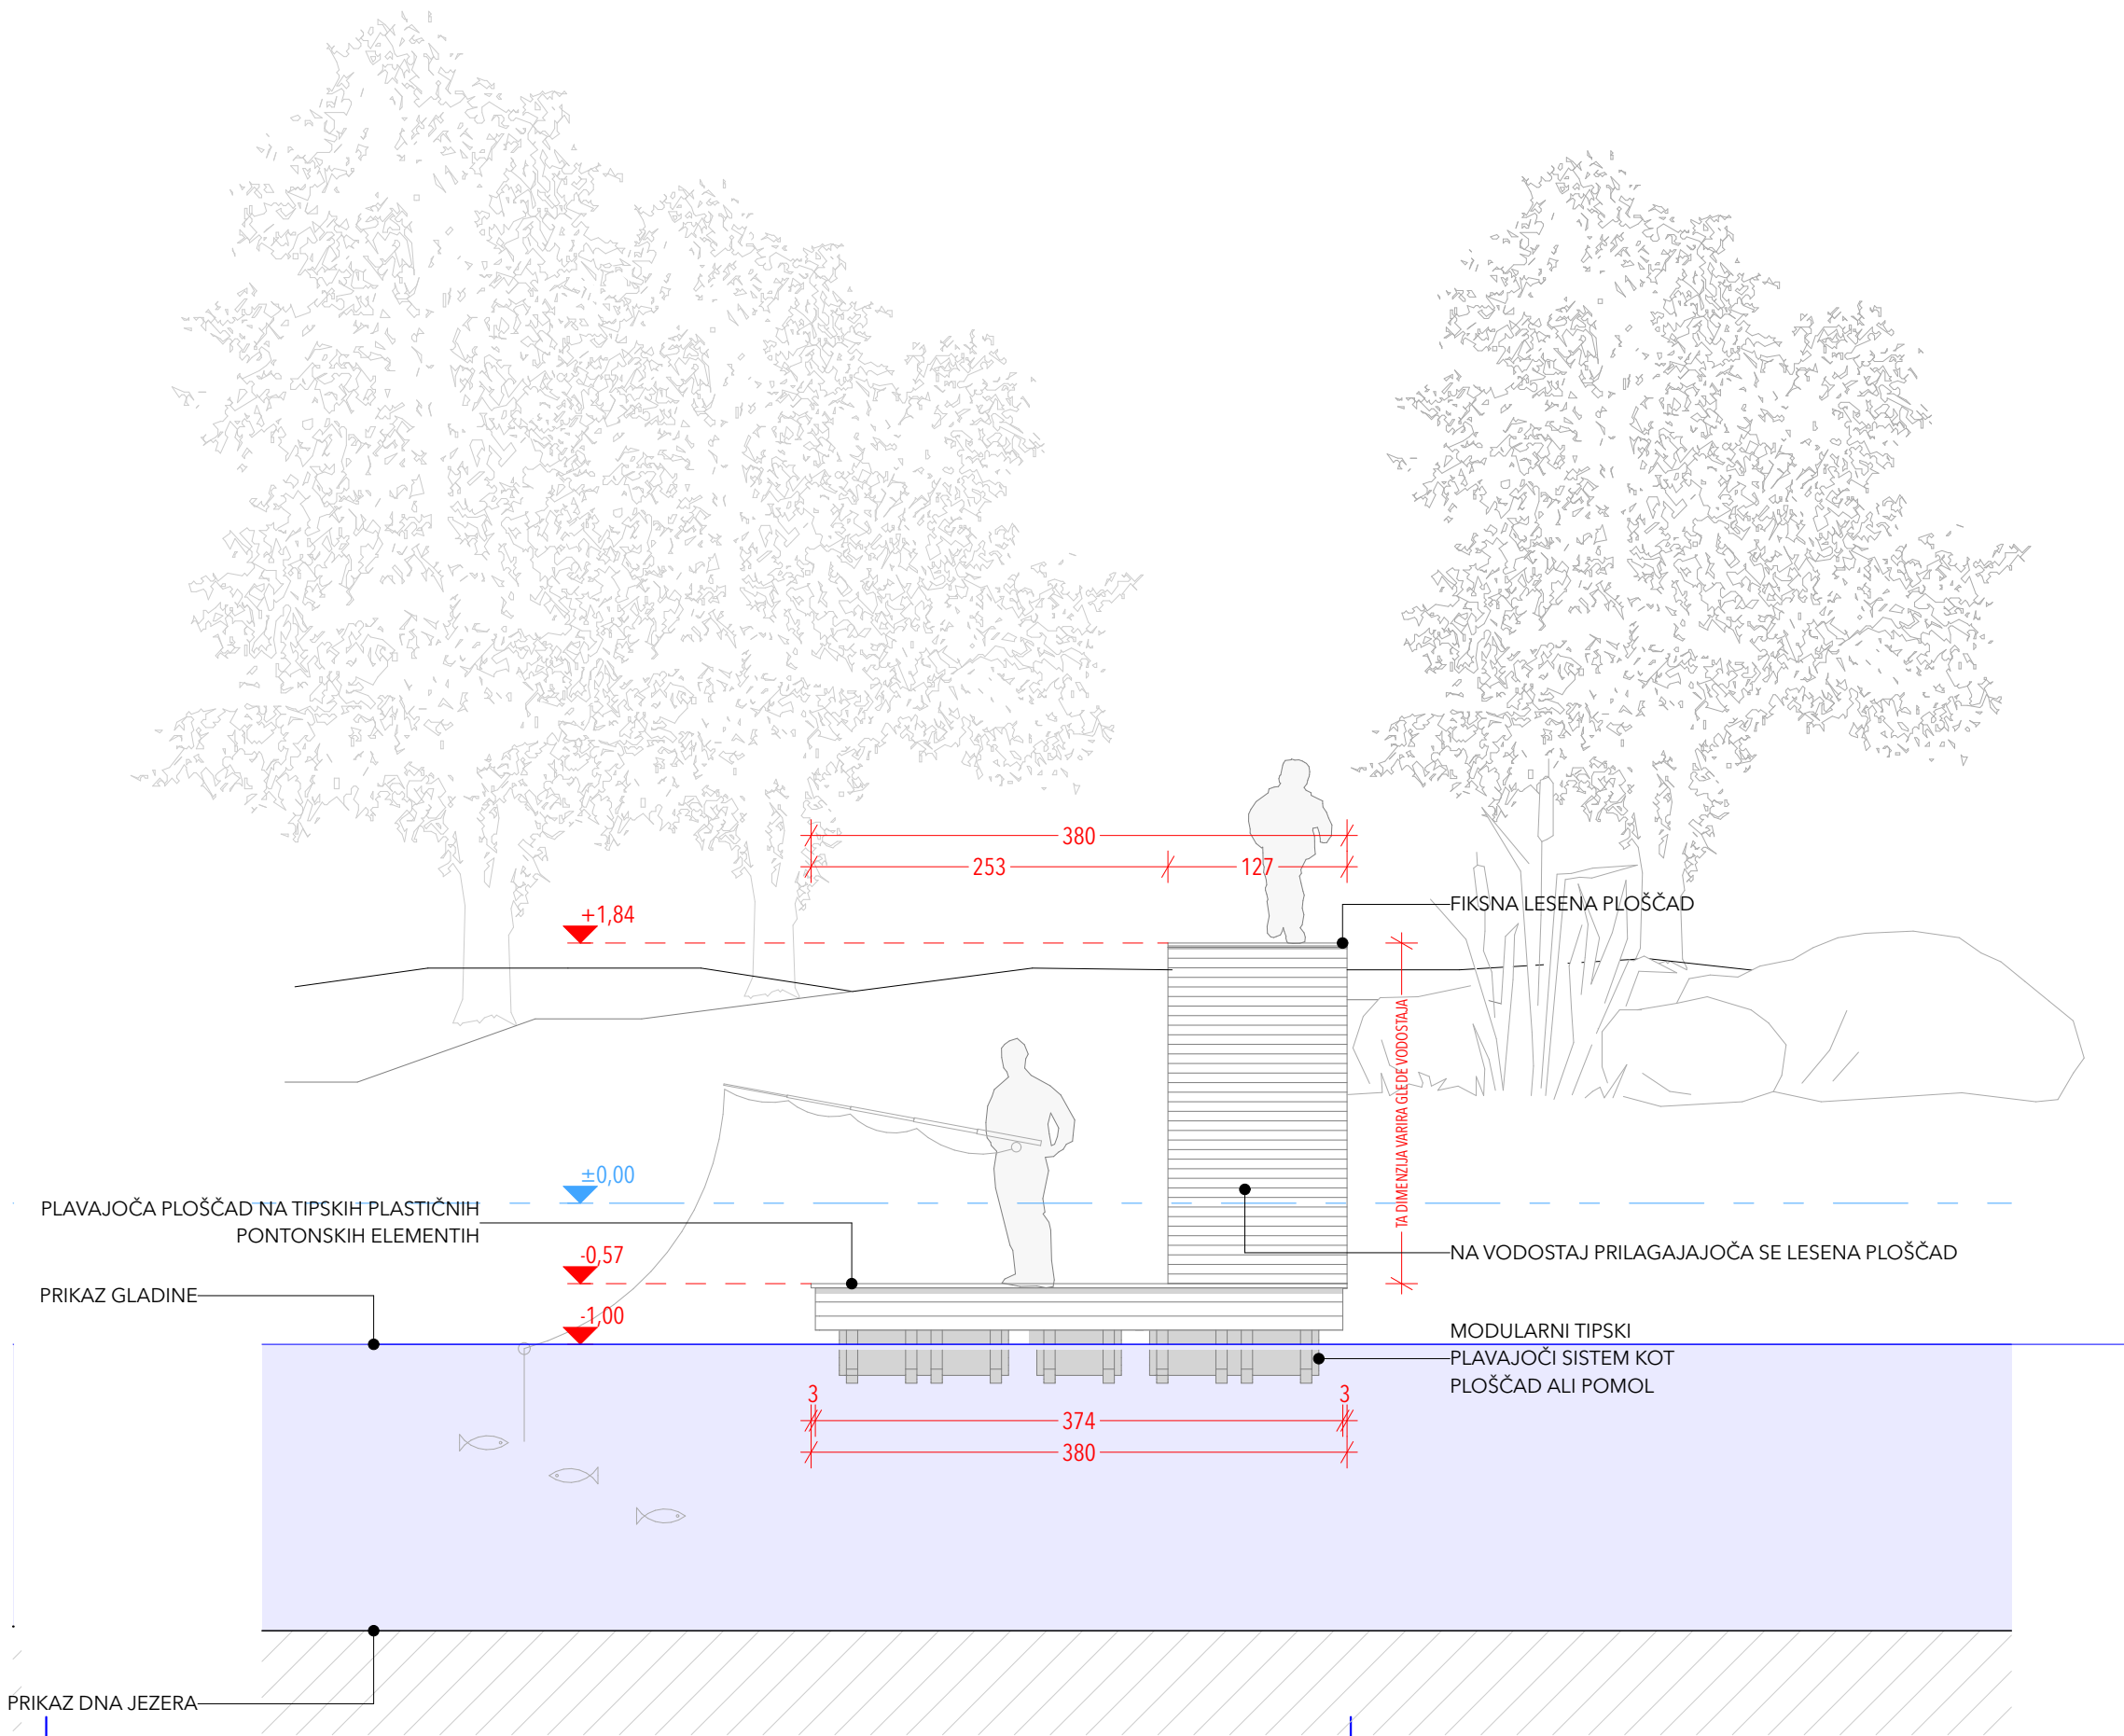 380
253
127
+1,84
FIKSNA LESENA PLOŠČAD
TA DIMENZIJA VARIRA GLEDE VODOSTAJA
±0,00
PLAVAJOČA PLOŠČAD NA TIPSKIH PLASTIČNIH
PONTONSKIH ELEMENTIH
-0,57
NA VODOSTAJ PRILAGAJAJOČA SE LESENA PLOŠČAD
PRIKAZ GLADINE
-1,00
MODULARNI TIPSKI
PLAVAJOČI SISTEM KOT
PLOŠČAD ALI POMOL
3
3
374
380
PRIKAZ DNA JEZERA